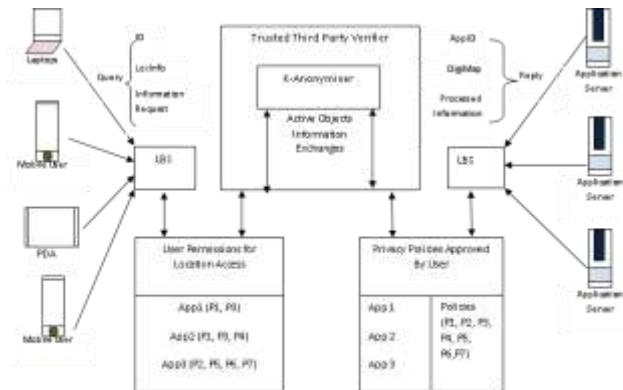 Laptops
Query
ID
LocInfo
Information
Request
Trusted Third Party Verifier
K-Anonymiser
Active Objects
Information
Exchanges
AppID
DigiMap
Processed
Information
Reply
Application
Server
Mobile User
LBS
LBS
Application
Server
PDA
User Permissions for
Location Access
App1 (P1, P3)
App2 (P1, P3, P4)
App3 (P2, P5, P6, P7)
Privacy Policies Approved
By User
App 1
App 2
App 3
Policies
(P1, P2, P3,
P4, P5,
P6,P7)
Mobile User
Application
Server